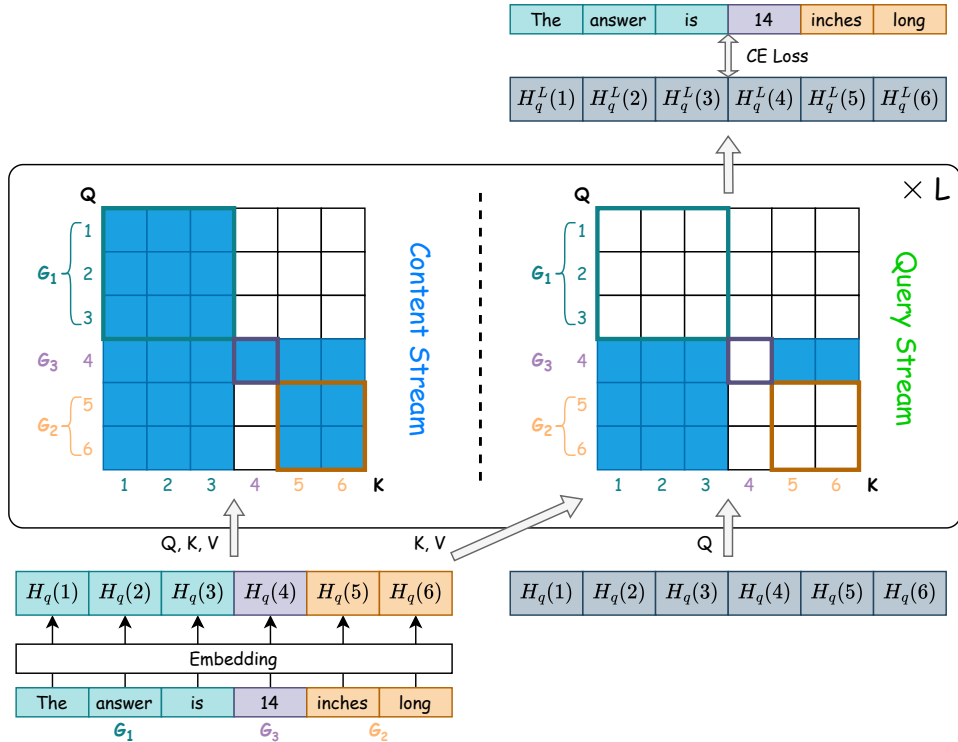 The answer is 14 inches long
CE Loss
H_q^L(1) H_q^L(2) H_q^L(3) H_q^L(4) H_q^L(5) H_q^L(6)
× L
Q
1
G₁ 2
3
G₃ 4
5
G₂
6
1 2 3 4 5 6 K
Content Stream
Q
1
G₁ 2
3
G₃ 4
5
G₂
6
1 2 3 4 5 6 K
Query Stream
Q, K, V
K, V
Q
H_q(1) H_q(2) H_q(3) H_q(4) H_q(5) H_q(6)
H_q(1) H_q(2) H_q(3) H_q(4) H_q(5) H_q(6)
Embedding
The answer is 14 inches long
G₁ G₃ G₂